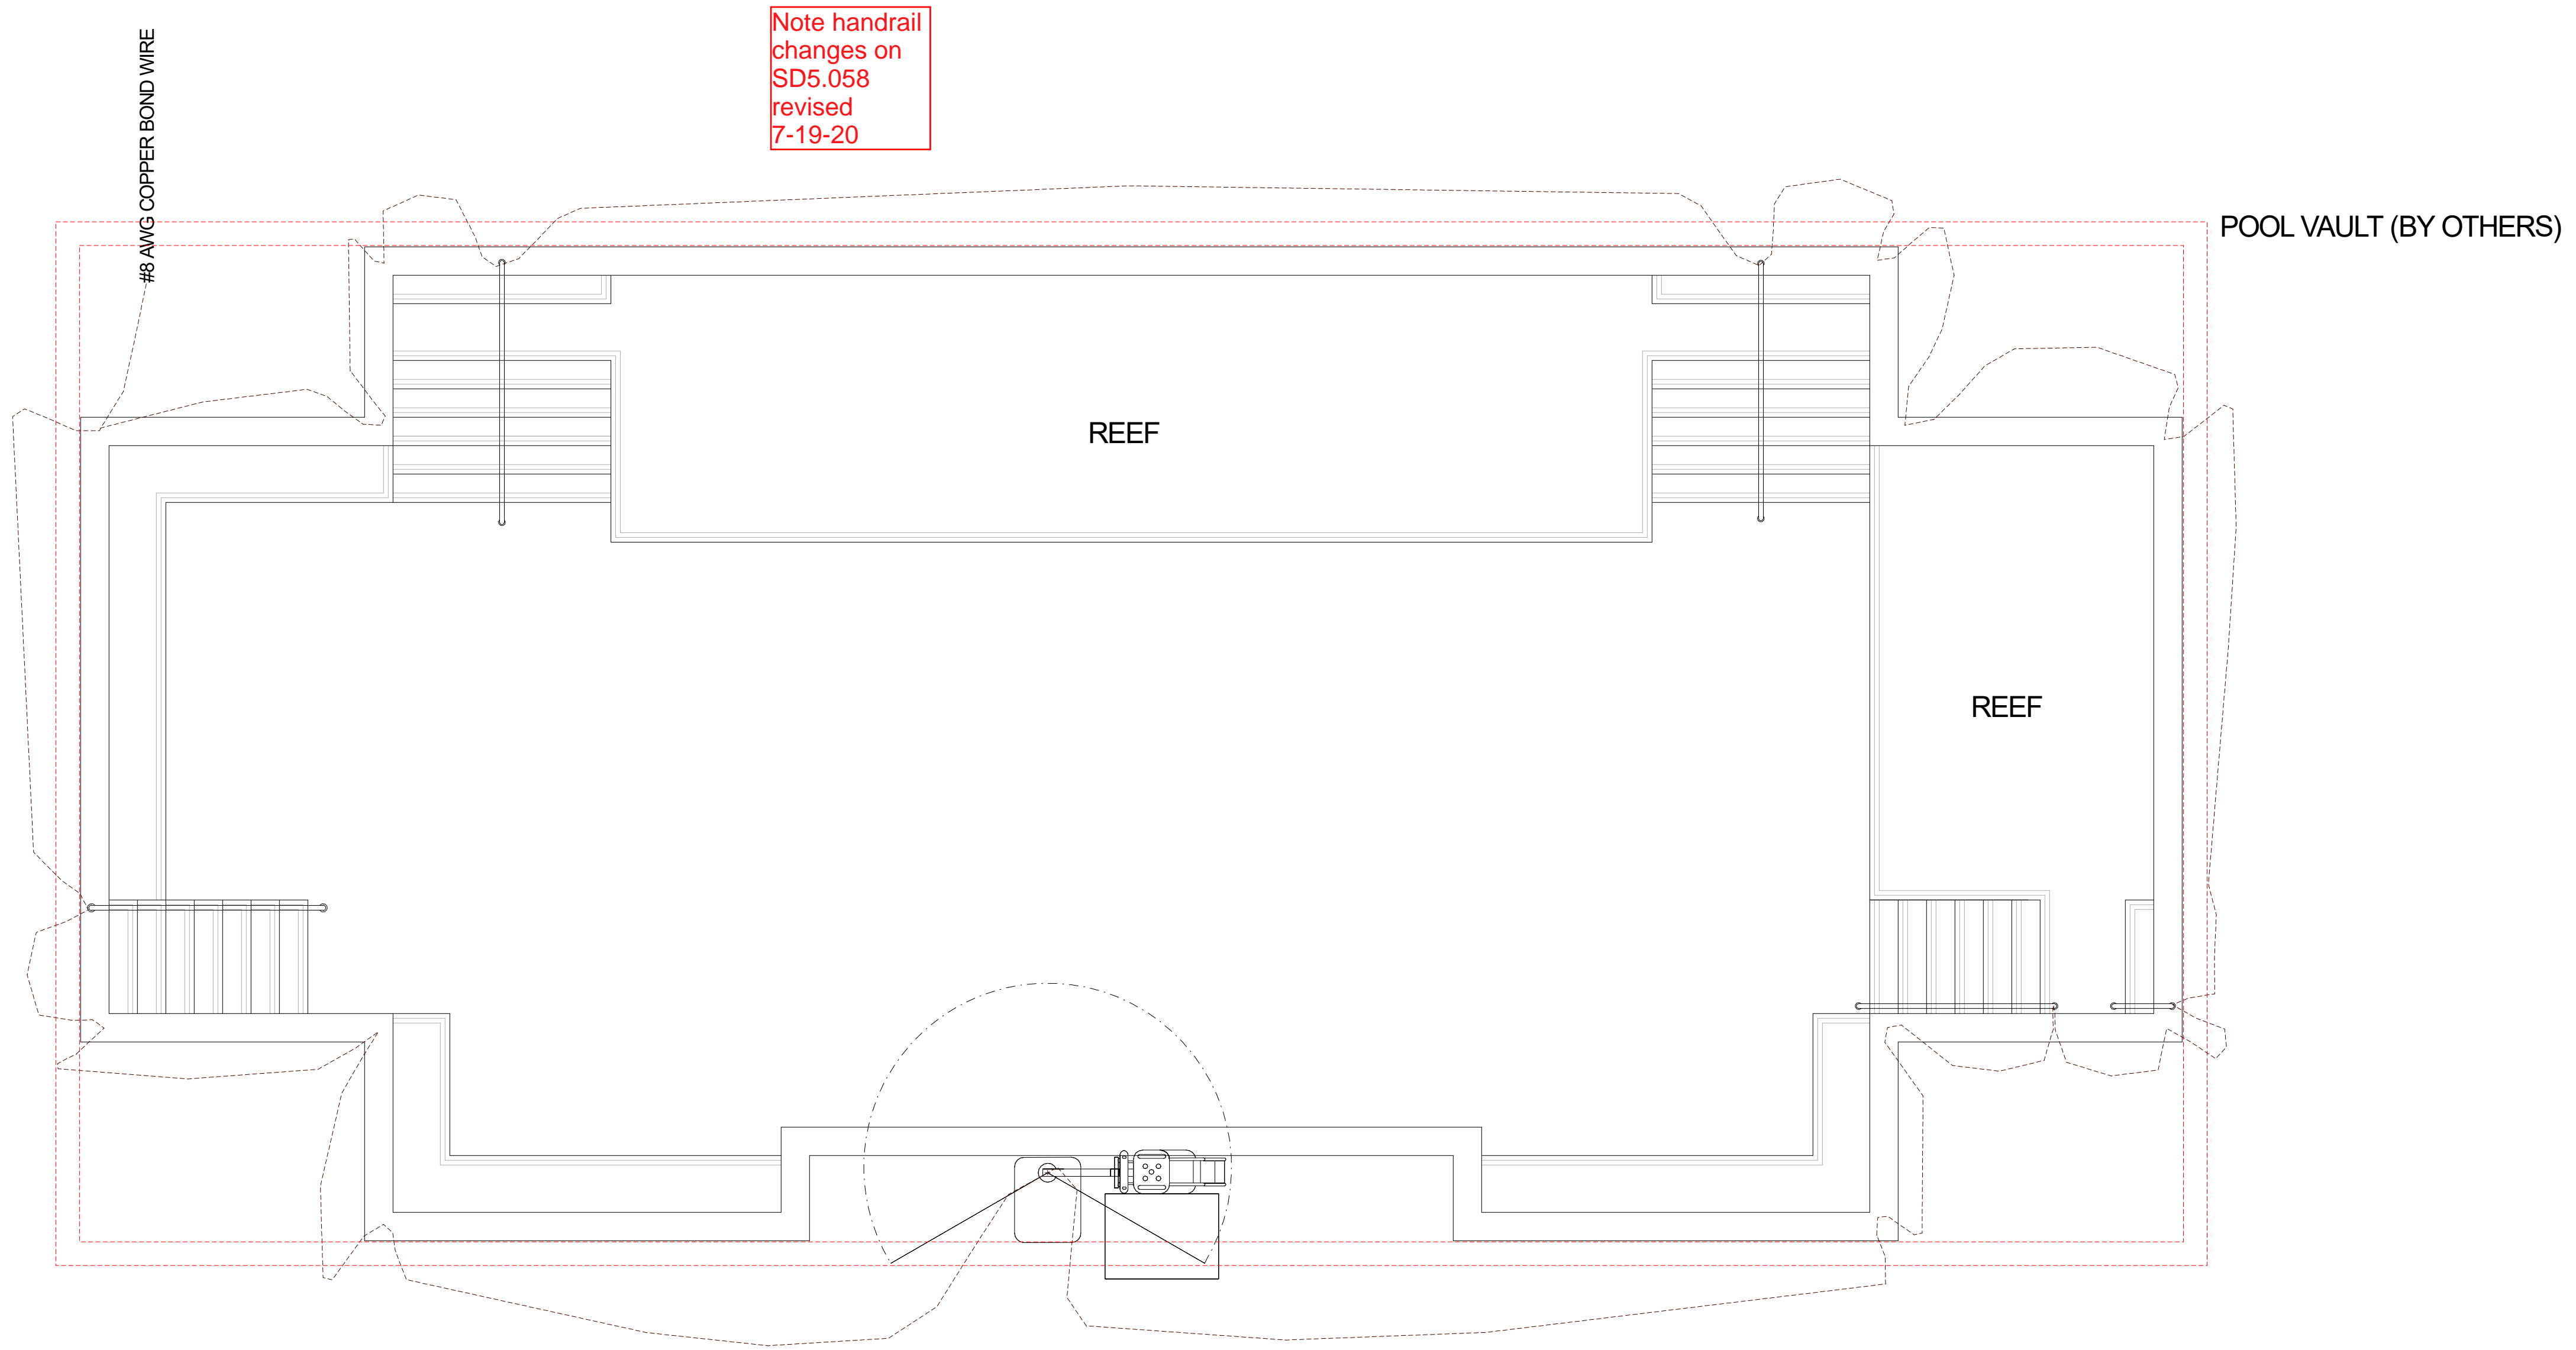 Note handrail
changes on
SD5.058
revised
7-19-20
#8 AWG COPPER BOND WIRE
POOL VAULT (BY OTHERS)
REEF
REEF